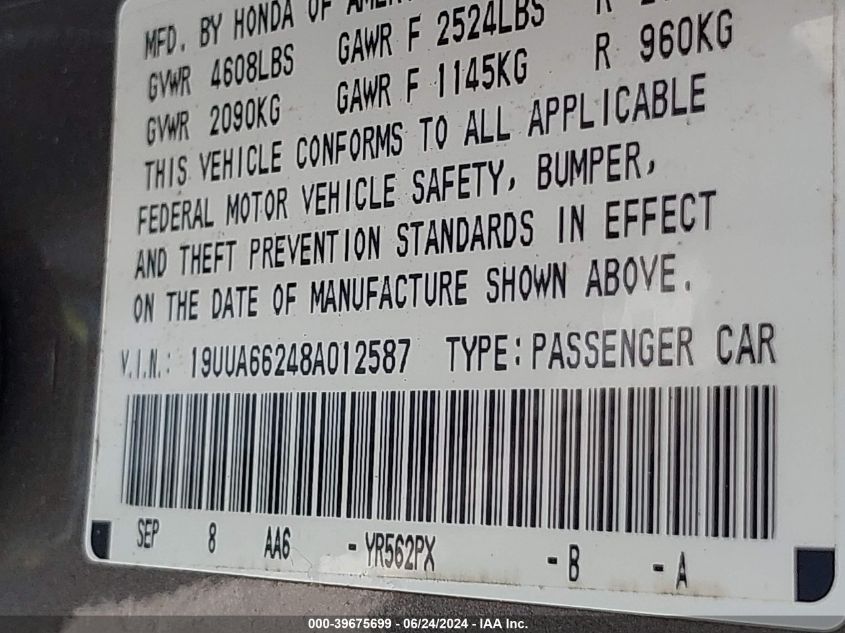 MFD. BY HONDA OF AMERI
GVWR 4608LBS GAWR F 2524LBS R
GVWR 2090KG GAWR F 1145KG R 960KG
THIS VEHICLE CONFORMS TO ALL APPLICABLE
FEDERAL MOTOR VEHICLE SAFETY, BUMPER,
AND THEFT PREVENTION STANDARDS IN EFFECT
ON THE DATE OF MANUFACTURE SHOWN ABOVE.
V.I.N.: 19UUA66248A012587 TYPE: PASSENGER CAR
SEP 8 AA6 - YR562PX - B - A
000-39675699 - 06/24/2024 - IAA Inc.